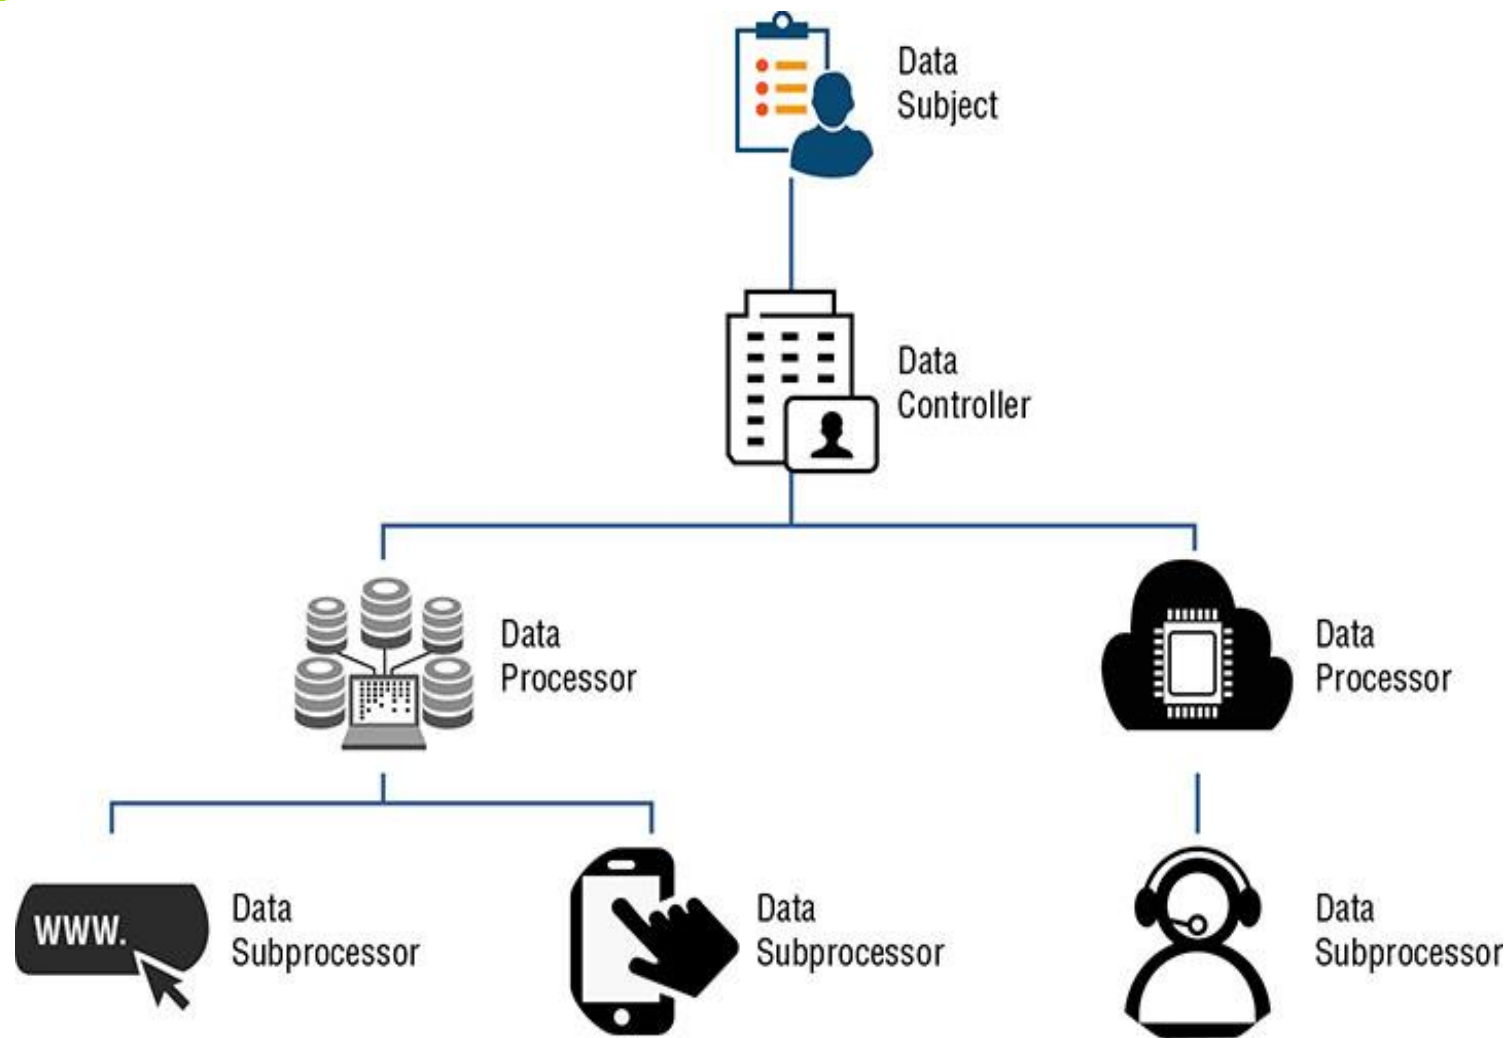 Data
Subject
Data
Controller
Data
Processor
Data
Processor
www.
Data
Subprocessor
Data
Subprocessor
Data
Subprocessor